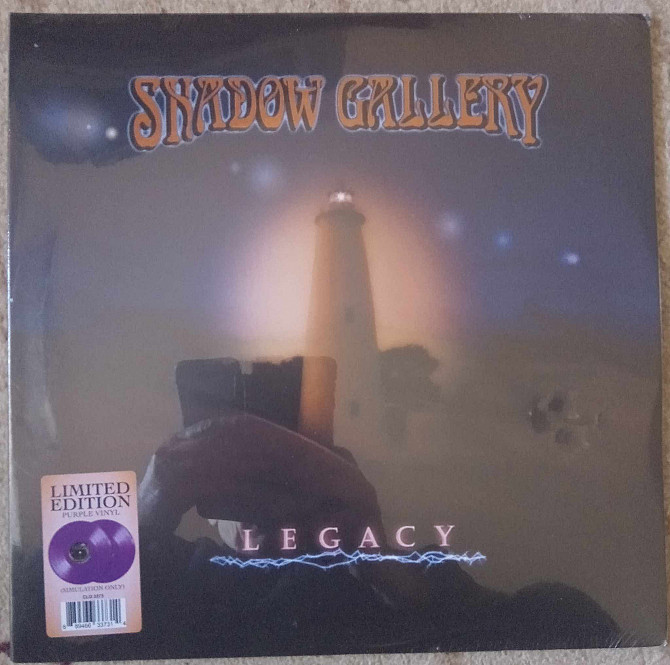 SHADOW GALLERY
LEGACY
LIMITED
EDITION
PURPLE VINYL
(SIMULATION ONLY)